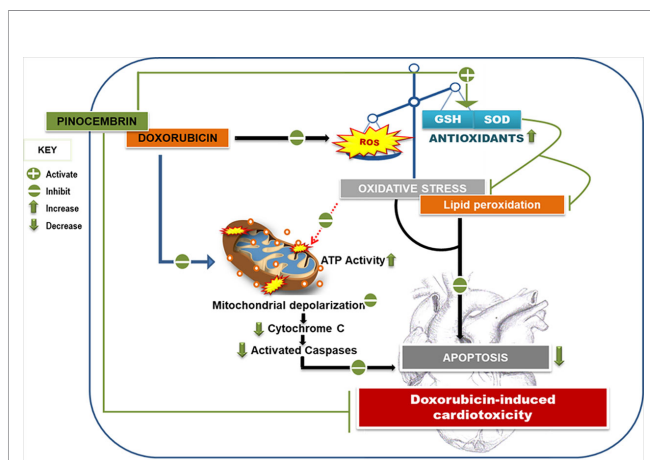 PINOCEMBRIN
DOXORUBICIN
KEY
Activate
Inhibit
Increase
Decrease
ROS
GSH
SOD
ANTIOXIDANTS
OXIDATIVE STRESS
Lipid peroxidation
ATP Activity
Mitochondrial depolarization
Cytochrome C
Activated Caspases
APOPTOSIS
Doxorubicin-induced
cardiotoxicity